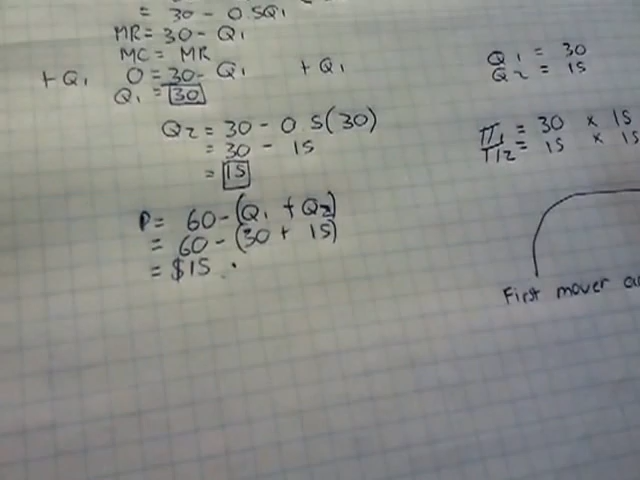 = 30 - 0.5Q1
MR = 30 - Q1
MC = MR
+ Q1 0 = 30 - Q1 + Q1
Q1 = 30
Q2 = 30 - 0.5(30)
= 30 - 15
= 15
P = 60 - (Q1 + Q2)
= 60 - (30 + 15)
= $15.
Q1 = 30
Q2 = 15
π1 = 30 × 15
π2 = 15 × 15
First mover